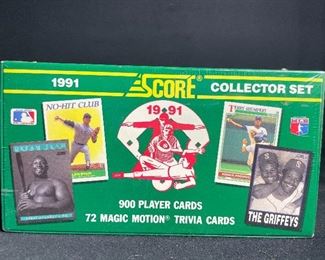 1991
SCORE®
COLLECTOR SET
NO-HIT CLUB
1991
THE GRIFFEYS
900 PLAYER CARDS
72 MAGIC MOTION® TRIVIA CARDS